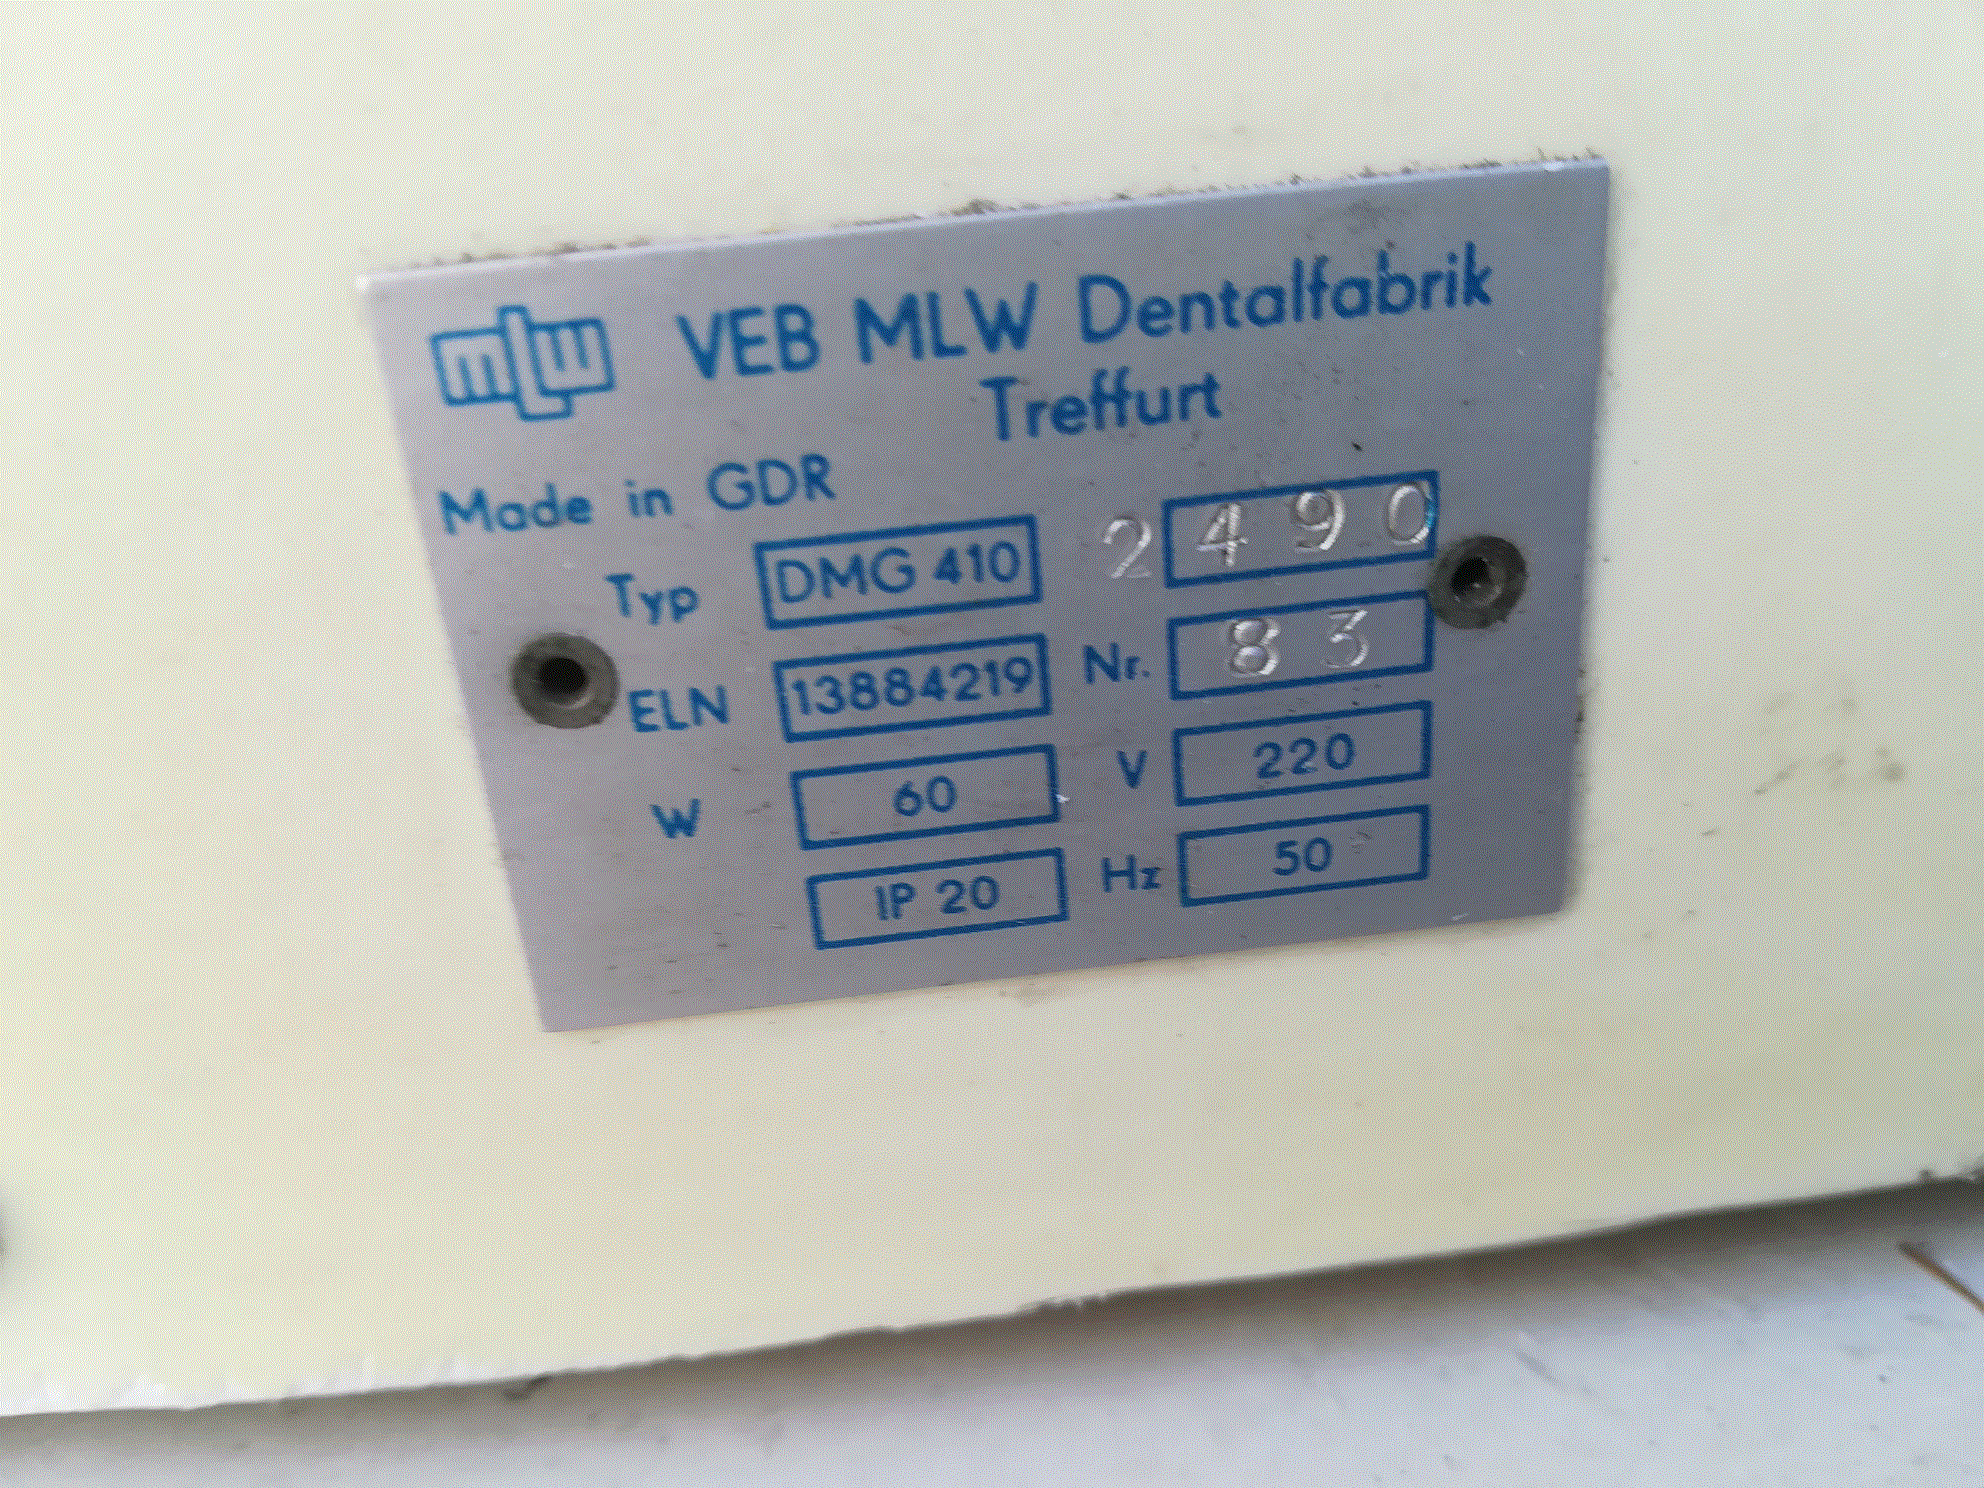 mlw VEB MLW Dentalfabrik
Treffurt
Made in GDR
Typ DMG 410 2490
ELN 13884219 Nr. 83
W 60 V 220
IP 20 Hz 50